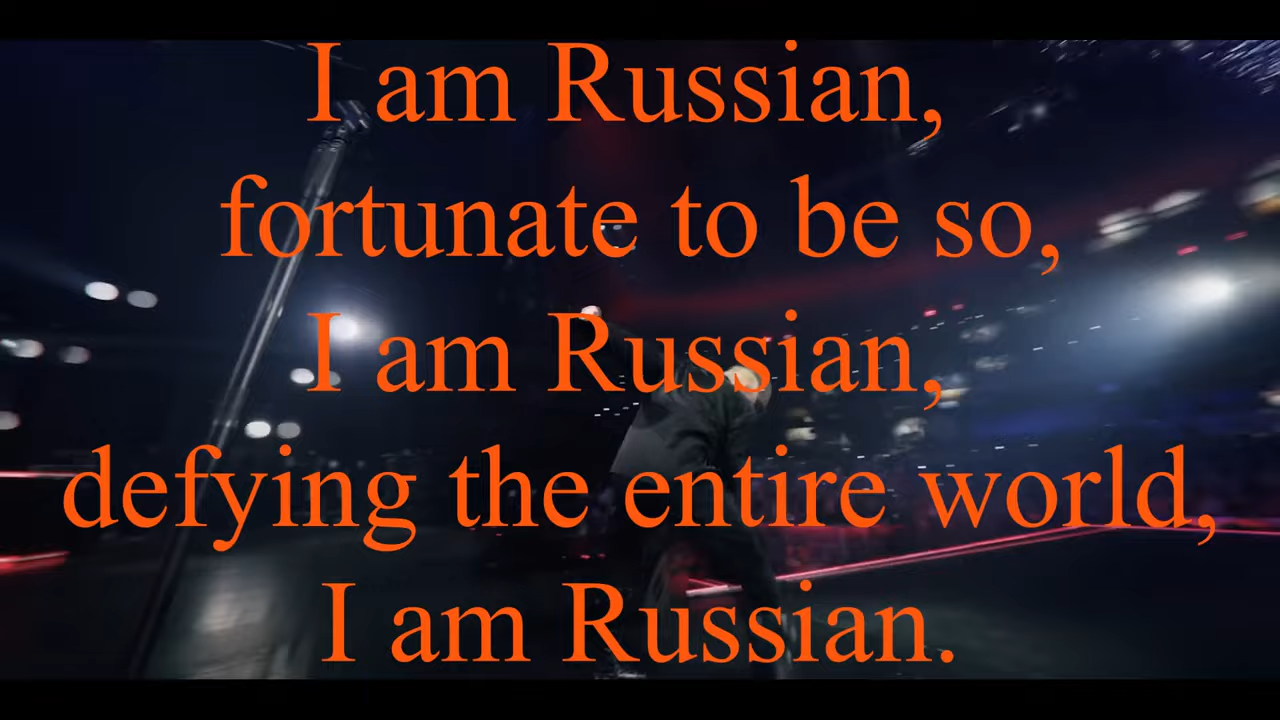 I am Russian,
fortunate to be so,
I am Russian,
defying the entire world,
I am Russian.